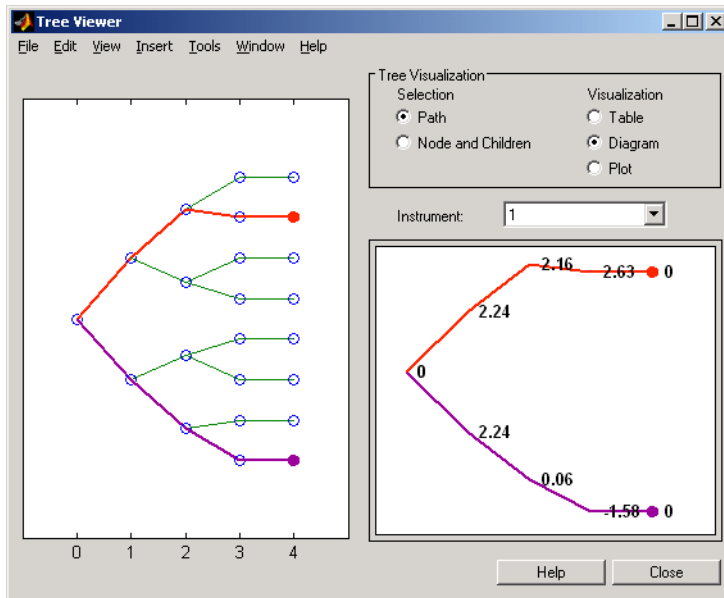 Tree Viewer
File Edit View Insert Tools Window Help
Tree Visualization
Selection Visualization
Path Table
Node and Children Diagram
Plot
Instrument: 1
2.16 2.63 0
2.24
0
2.24
0.06
-1.58 0
0 1 2 3 4
Help Close